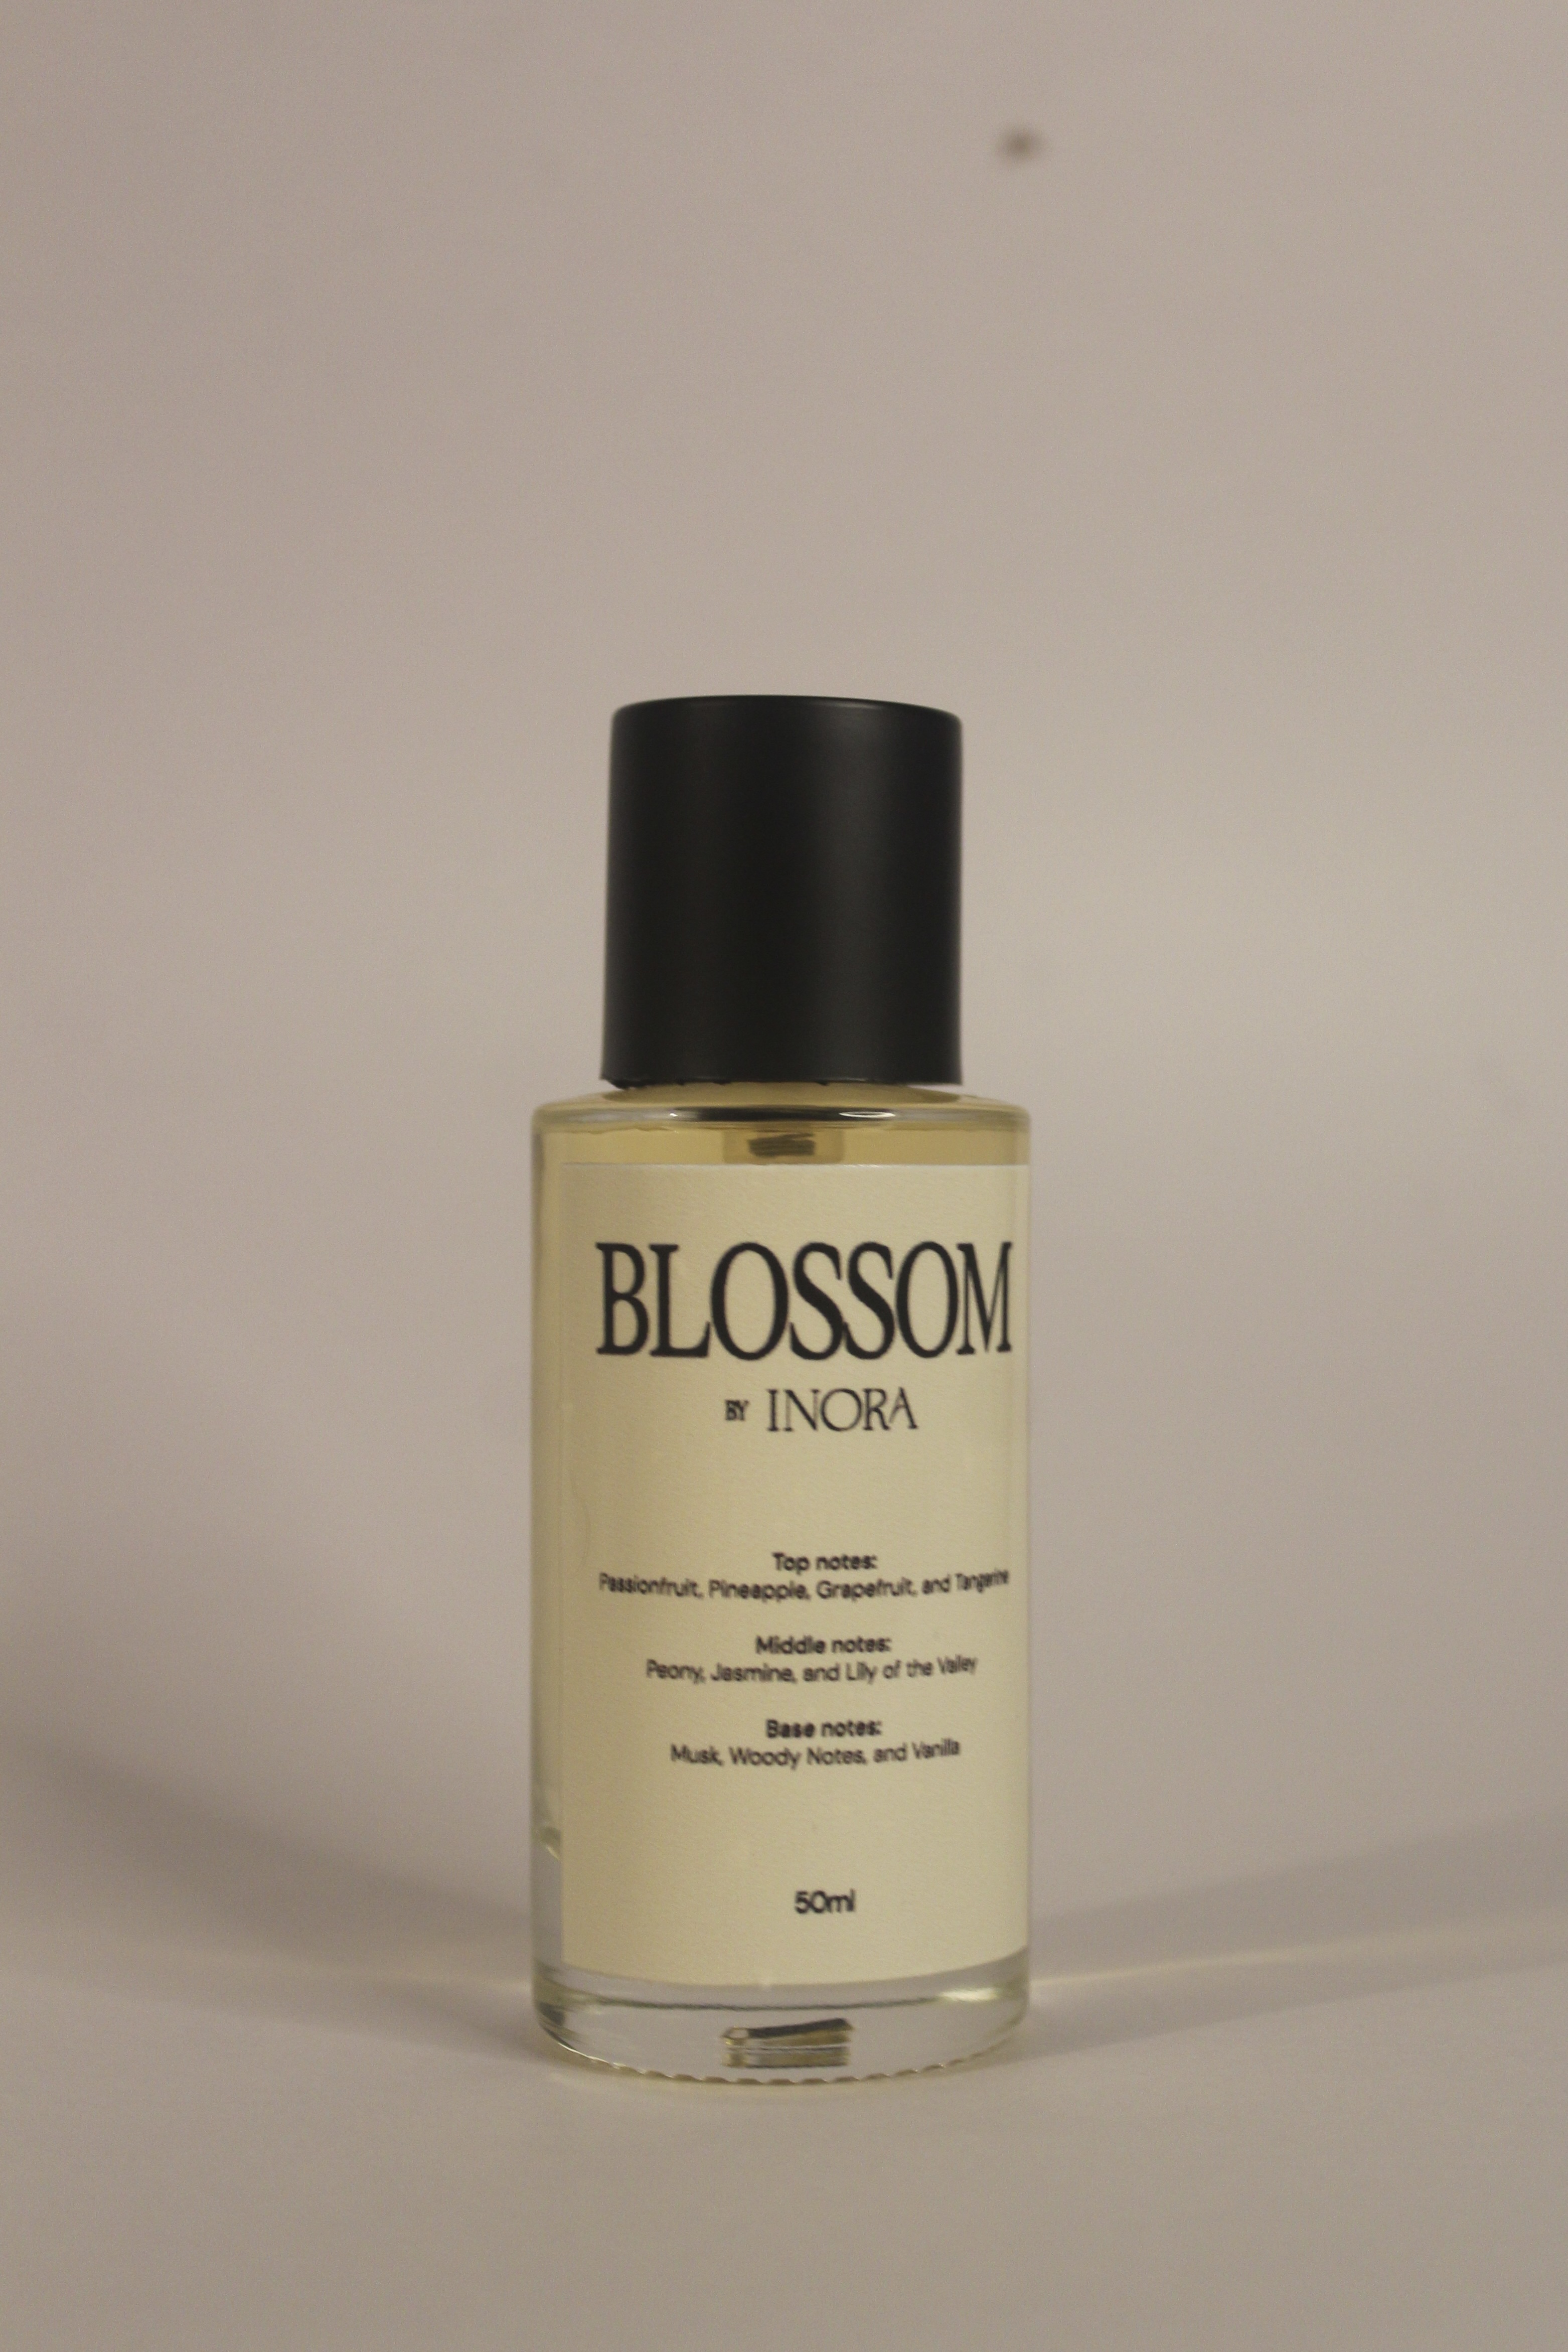 BLOSSOM
BY INORA
Top notes:
Passionfruit, Pineapple, Grapefruit, and Tangerine
Middle notes:
Peony, Jasmine, and Lily of the Valley
Base notes:
Musk, Woody Notes, and Vanilla
50ml